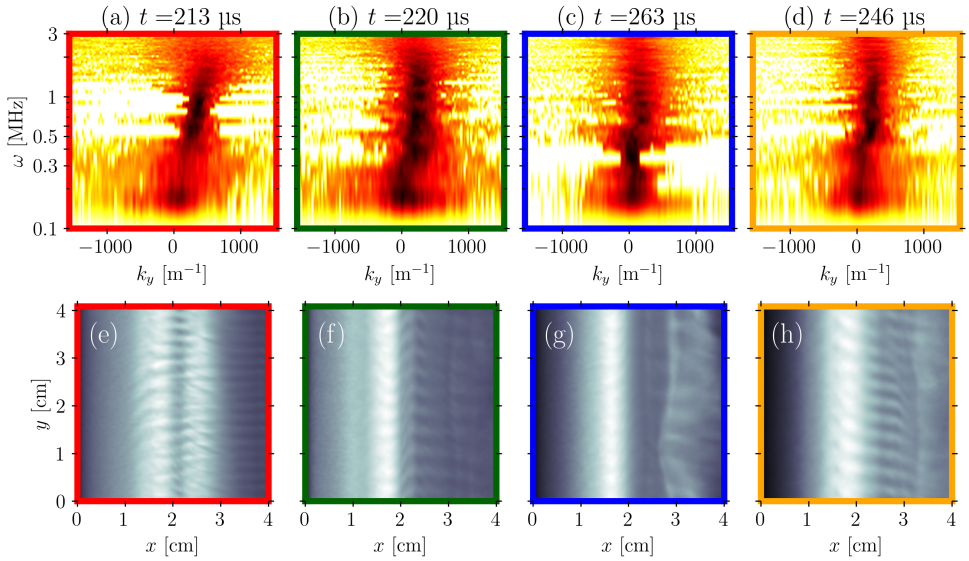 (a) t =213 µs
(b) t =220 µs
(c) t =263 µs
(d) t =246 µs
ω [MHz]
3
1
0.5
0.3
0.1
−1000 0 1000
−1000 0 1000
−1000 0 1000
−1000 0 1000
k_y [m⁻¹]
k_y [m⁻¹]
k_y [m⁻¹]
k_y [m⁻¹]
(e)
(f)
(g)
(h)
y [cm]
4
3
2
1
0
0 1 2 3 4
0 1 2 3 4
0 1 2 3 4
0 1 2 3 4
x [cm]
x [cm]
x [cm]
x [cm]